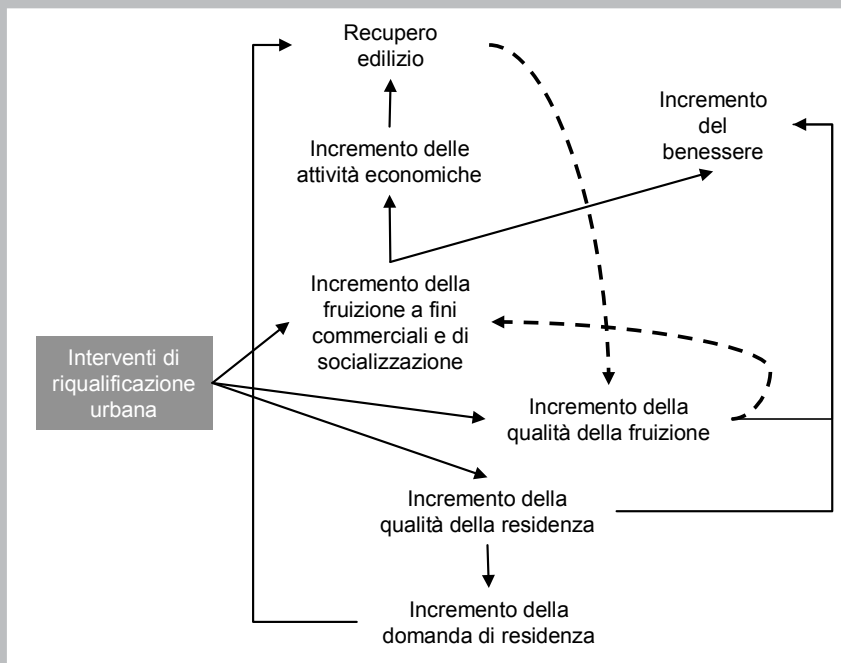 Recupero
edilizio
Incremento
del
benessere
Incremento delle
attività economiche
Incremento della
fruizione a fini
commerciali e di
socializzazione
Interventi di
riqualificazione
urbana
Incremento della
qualità della fruizione
Incremento della
qualità della residenza
Incremento della
domanda di residenza